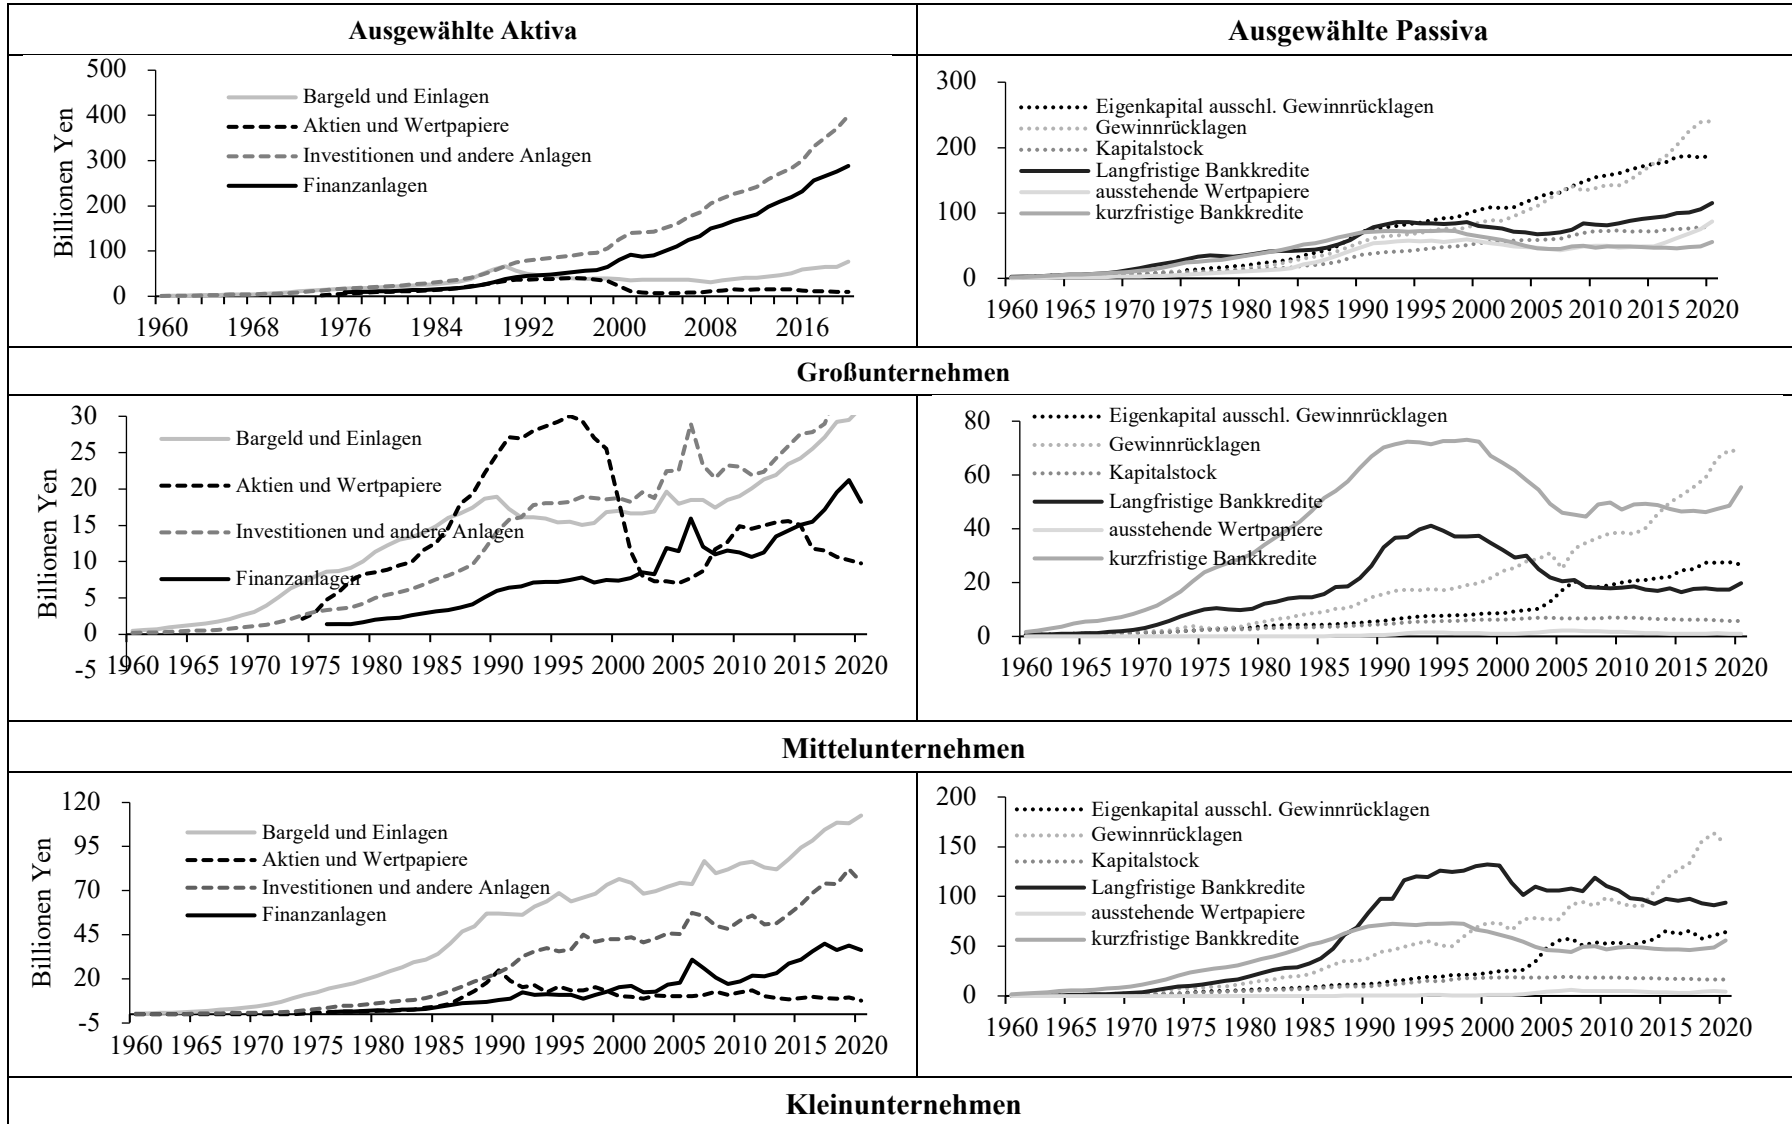 Ausgewählte Aktiva
Ausgewählte Passiva
Billionen Yen
500
400
300
200
100
0
Bargeld und Einlagen
Aktien und Wertpapiere
Investitionen und andere Anlagen
Finanzanlagen
1960 1968 1976 1984 1992 2000 2008 2016
300
200
100
0
Eigenkapital ausschl. Gewinnrücklagen
Gewinnrücklagen
Kapitalstock
Langfristige Bankkredite
ausstehende Wertpapiere
kurzfristige Bankkredite
1960 1965 1970 1975 1980 1985 1990 1995 2000 2005 2010 2015 2020
Großunternehmen
Billionen Yen
30
25
20
15
10
5
0
-5
Bargeld und Einlagen
Aktien und Wertpapiere
Investitionen und andere Anlagen
Finanzanlagen
1960 1965 1970 1975 1980 1985 1990 1995 2000 2005 2010 2015 2020
80
60
40
20
0
Eigenkapital ausschl. Gewinnrücklagen
Gewinnrücklagen
Kapitalstock
Langfristige Bankkredite
ausstehende Wertpapiere
kurzfristige Bankkredite
1960 1965 1970 1975 1980 1985 1990 1995 2000 2005 2010 2015 2020
Mittelunternehmen
Billionen Yen
120
95
70
45
20
-5
Bargeld und Einlagen
Aktien und Wertpapiere
Investitionen und andere Anlagen
Finanzanlagen
1960 1965 1970 1975 1980 1985 1990 1995 2000 2005 2010 2015 2020
200
150
100
50
0
Eigenkapital ausschl. Gewinnrücklagen
Gewinnrücklagen
Kapitalstock
Langfristige Bankkredite
ausstehende Wertpapiere
kurzfristige Bankkredite
1960 1965 1970 1975 1980 1985 1990 1995 2000 2005 2010 2015 2020
Kleinunternehmen